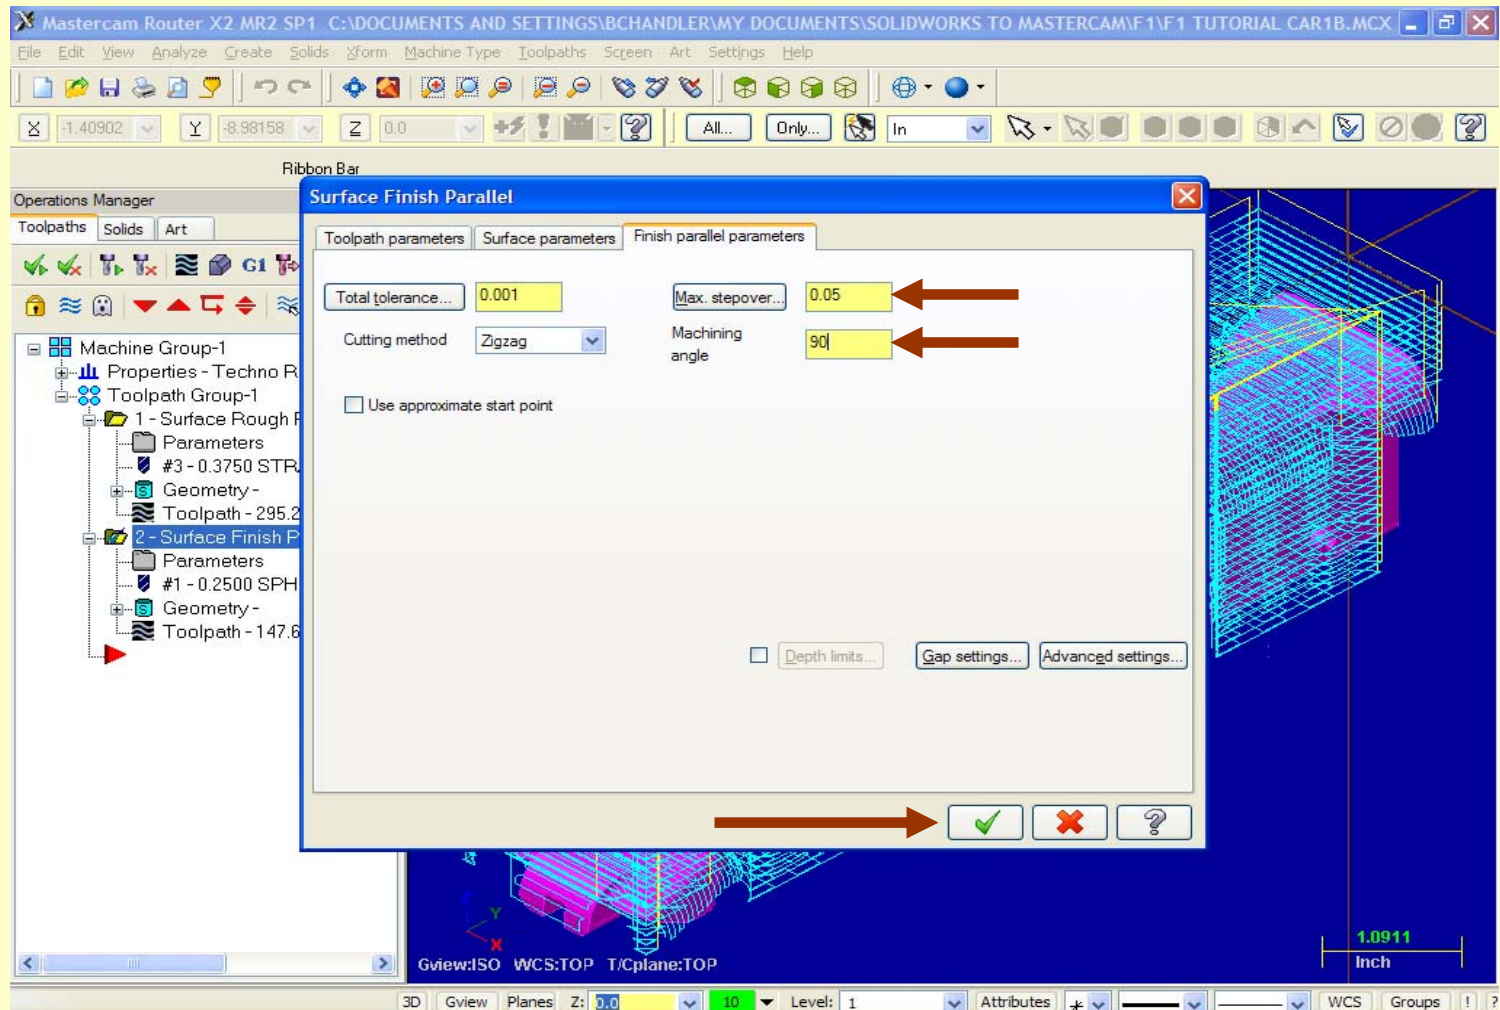 Mastercam Router X2 MR2 SP1 C:\DOCUMENTS AND SETTINGS\BCHANDLER\MY DOCUMENTS\SOLIDWORKS TO MASTERCAM\F1\F1 TUTORIAL CAR1B.MCX
File Edit View Analyze Create Solids Xform Machine Type Toolpaths Screen Art Settings Help
X -1.40902 Y -8.98158 Z 0.0 All... Only... In
Ribbon Bar
Operations Manager
Toolpaths Solids Art
G1
Machine Group-1
Properties - Techno R
Toolpath Group-1
1 - Surface Rough P
Parameters
#3 - 0.3750 STRA
Geometry -
Toolpath - 295.2
2 - Surface Finish P
Parameters
#1 - 0.2500 SPH
Geometry -
Toolpath - 147.6
Surface Finish Parallel
Toolpath parameters Surface parameters Finish parallel parameters
Total tolerance... 0.001 Max. stepover... 0.05
Cutting method Zigzag Machining angle 90
Use approximate start point
Depth limits... Gap settings... Advanced settings...
Y
X
1.0911
Inch
Gview:ISO WCS:TOP T/Cplane:TOP
3D Gview Planes Z: 0.0 10 Level: 1 Attributes WCS Groups ! ?